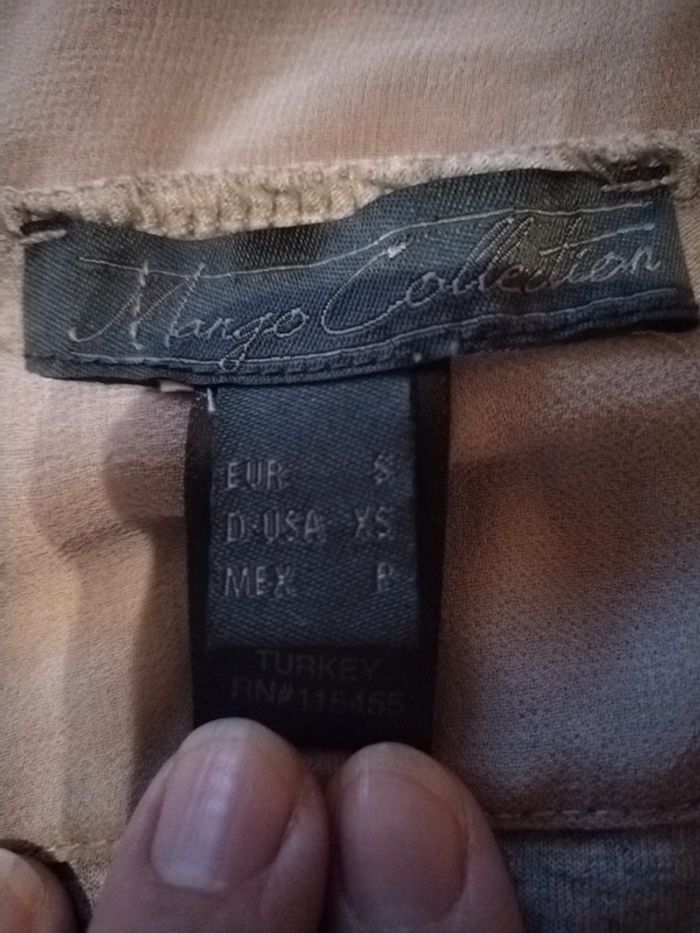 Mango Collection
EUR S
D-USA XS
MEX P
TURKEY
RN#115455